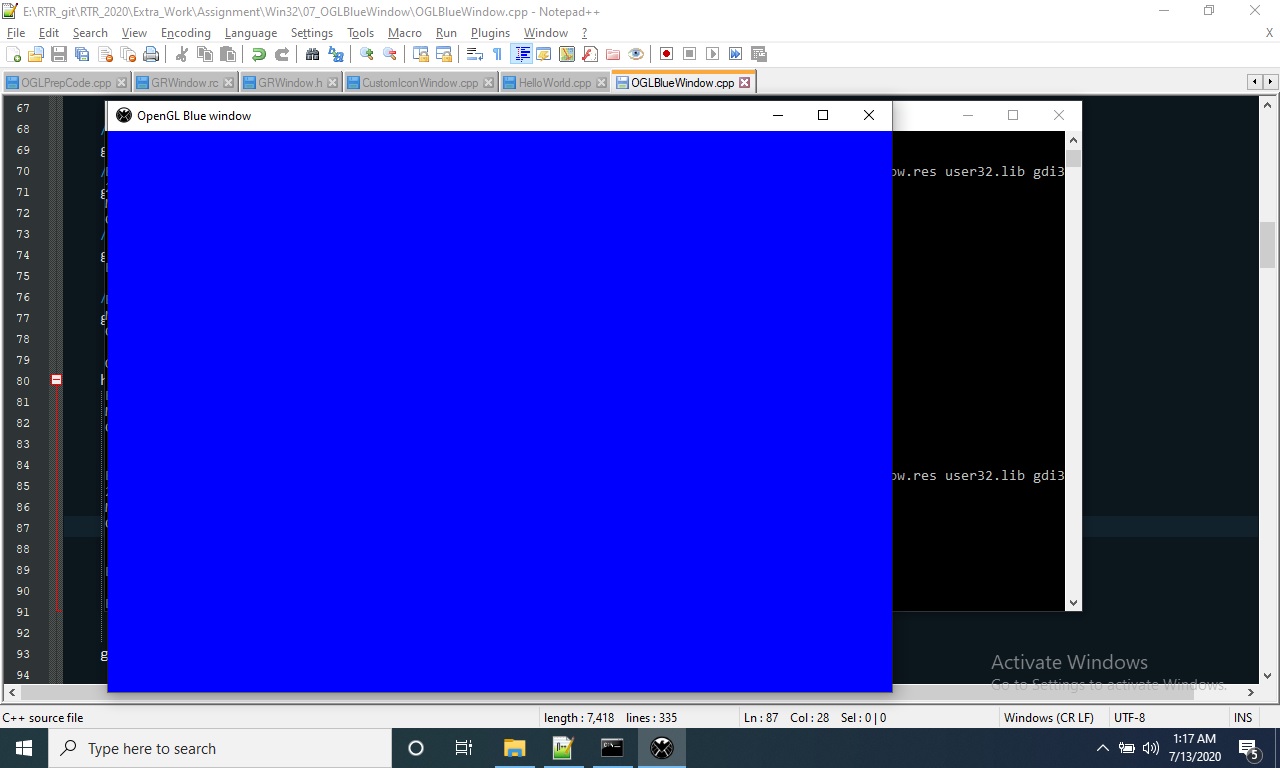 E:\RTR_git\RTR_2020\Extra_Work\Assignment\Win32\07_OGLBlueWindow\OGLBlueWindow.cpp - Notepad++
File Edit Search View Encoding Language Settings Tools Macro Run Plugins Window ? X
OGLPrepCode.cpp GRWindow.rc GRWindow.h CustomIconWindow.cpp HelloWorld.cpp OGLBlueWindow.cpp
OpenGL Blue window
67
68
69
70
71
72
73
74
75
76
77
78
79
80
81
82
83
84
85
86
87
88
89
90
91
92
93
94
ow.res user32.lib gdi3
ow.res user32.lib gdi3
Activate Windows
Go to Settings to activate Windows.
C++ source file length : 7,418 lines : 335 Ln : 87 Col : 28 Sel : 0 | 0 Windows (CR LF) UTF-8 INS
Type here to search
1:17 AM
7/13/2020
5